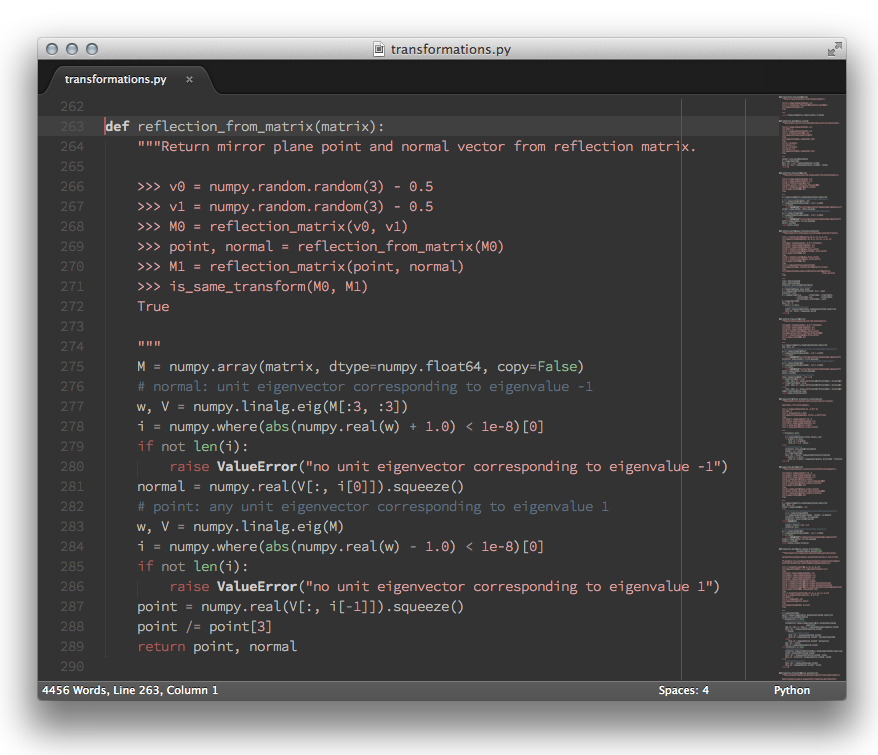 transformations.py
transformations.py ×
262
263 def reflection_from_matrix(matrix):
264 """Return mirror plane point and normal vector from reflection matrix.
265
266 >>> v0 = numpy.random.random(3) - 0.5
267 >>> v1 = numpy.random.random(3) - 0.5
268 >>> M0 = reflection_matrix(v0, v1)
269 >>> point, normal = reflection_from_matrix(M0)
270 >>> M1 = reflection_matrix(point, normal)
271 >>> is_same_transform(M0, M1)
272 True
273
274 """
275 M = numpy.array(matrix, dtype=numpy.float64, copy=False)
276 # normal: unit eigenvector corresponding to eigenvalue -1
277 w, V = numpy.linalg.eig(M[:3, :3])
278 i = numpy.where(abs(numpy.real(w) + 1.0) < 1e-8)[0]
279 if not len(i):
280 raise ValueError("no unit eigenvector corresponding to eigenvalue -1")
281 normal = numpy.real(V[:, i[0]]).squeeze()
282 # point: any unit eigenvector corresponding to eigenvalue 1
283 w, V = numpy.linalg.eig(M)
284 i = numpy.where(abs(numpy.real(w) - 1.0) < 1e-8)[0]
285 if not len(i):
286 raise ValueError("no unit eigenvector corresponding to eigenvalue 1")
287 point = numpy.real(V[:, i[-1]]).squeeze()
288 point /= point[3]
289 return point, normal
290
4456 Words, Line 263, Column 1 Spaces: 4 Python